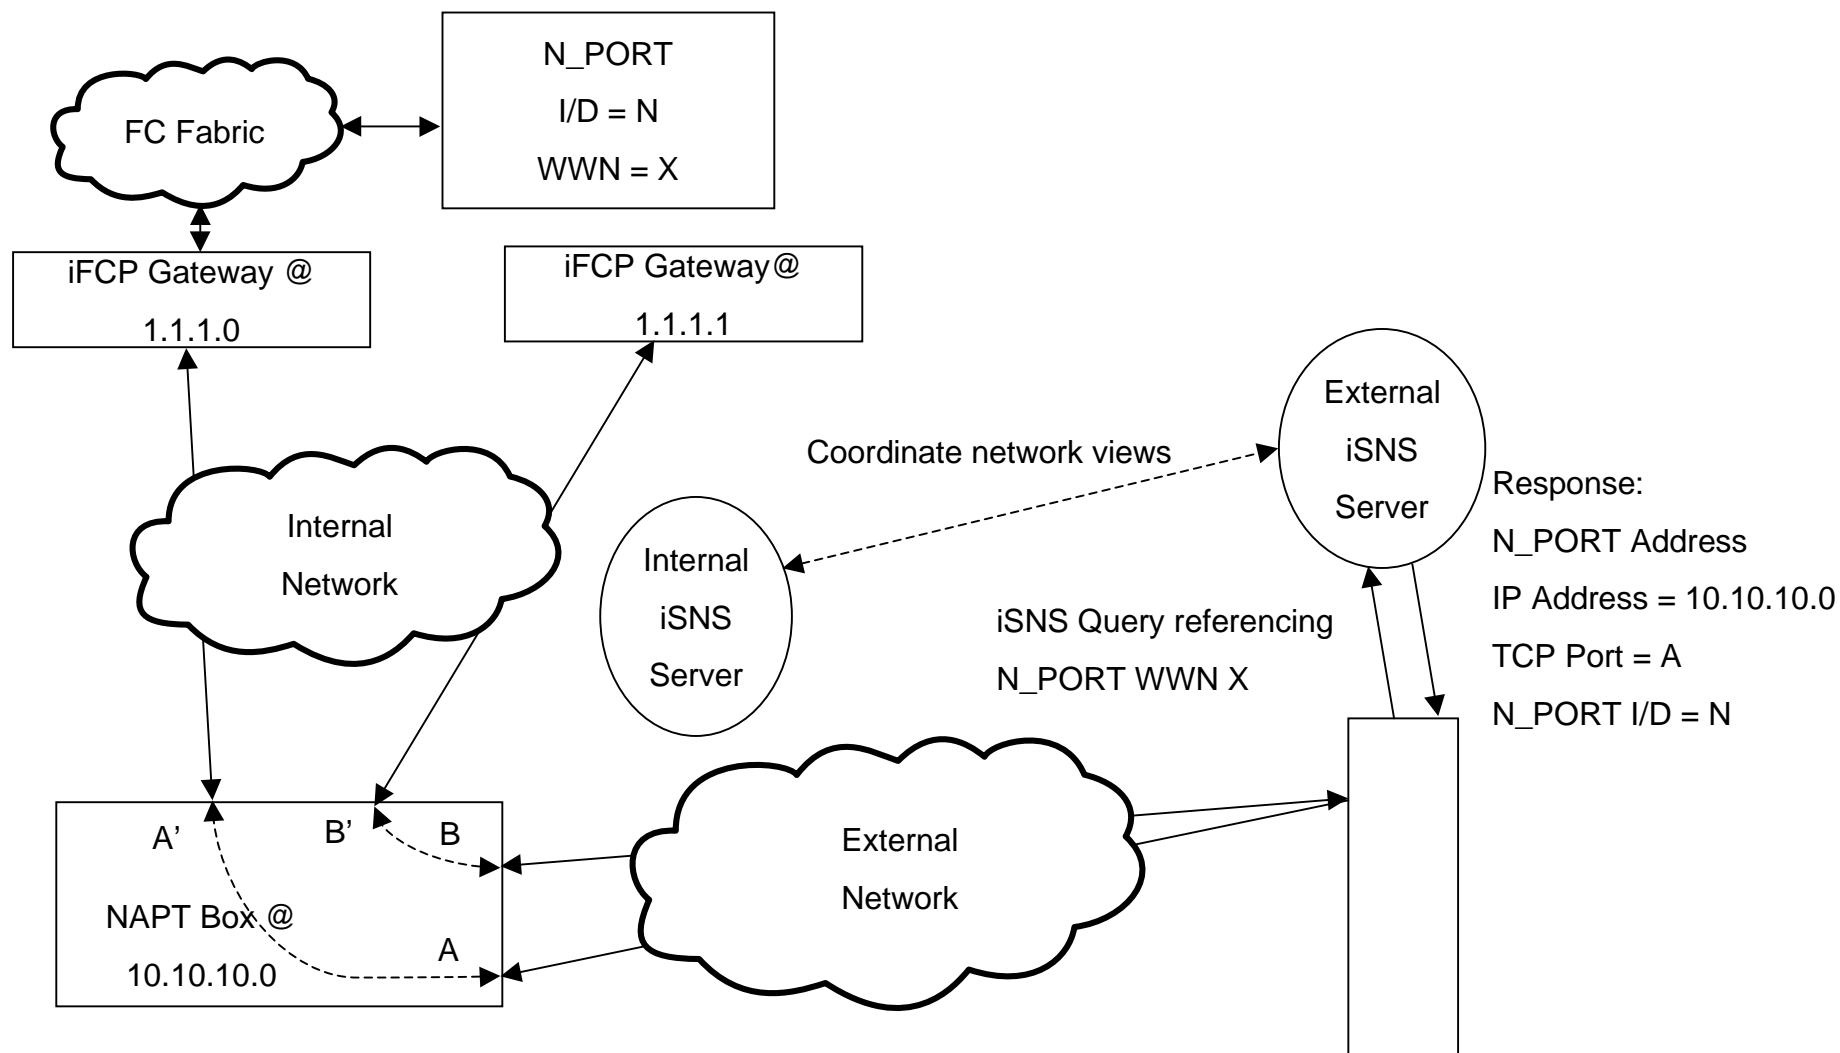 N_PORT
I/D = N
WWN = X
FC Fabric
iFCP Gateway @
1.1.1.0
iFCP Gateway@
1.1.1.1
External
iSNS
Server
Coordinate network views
Response:
N_PORT Address
IP Address = 10.10.10.0
TCP Port = A
N_PORT I/D = N
Internal
Network
Internal
iSNS
Server
iSNS Query referencing
N_PORT WWN X
A’
B’
B
NAPT Box @
10.10.10.0
A
External
Network